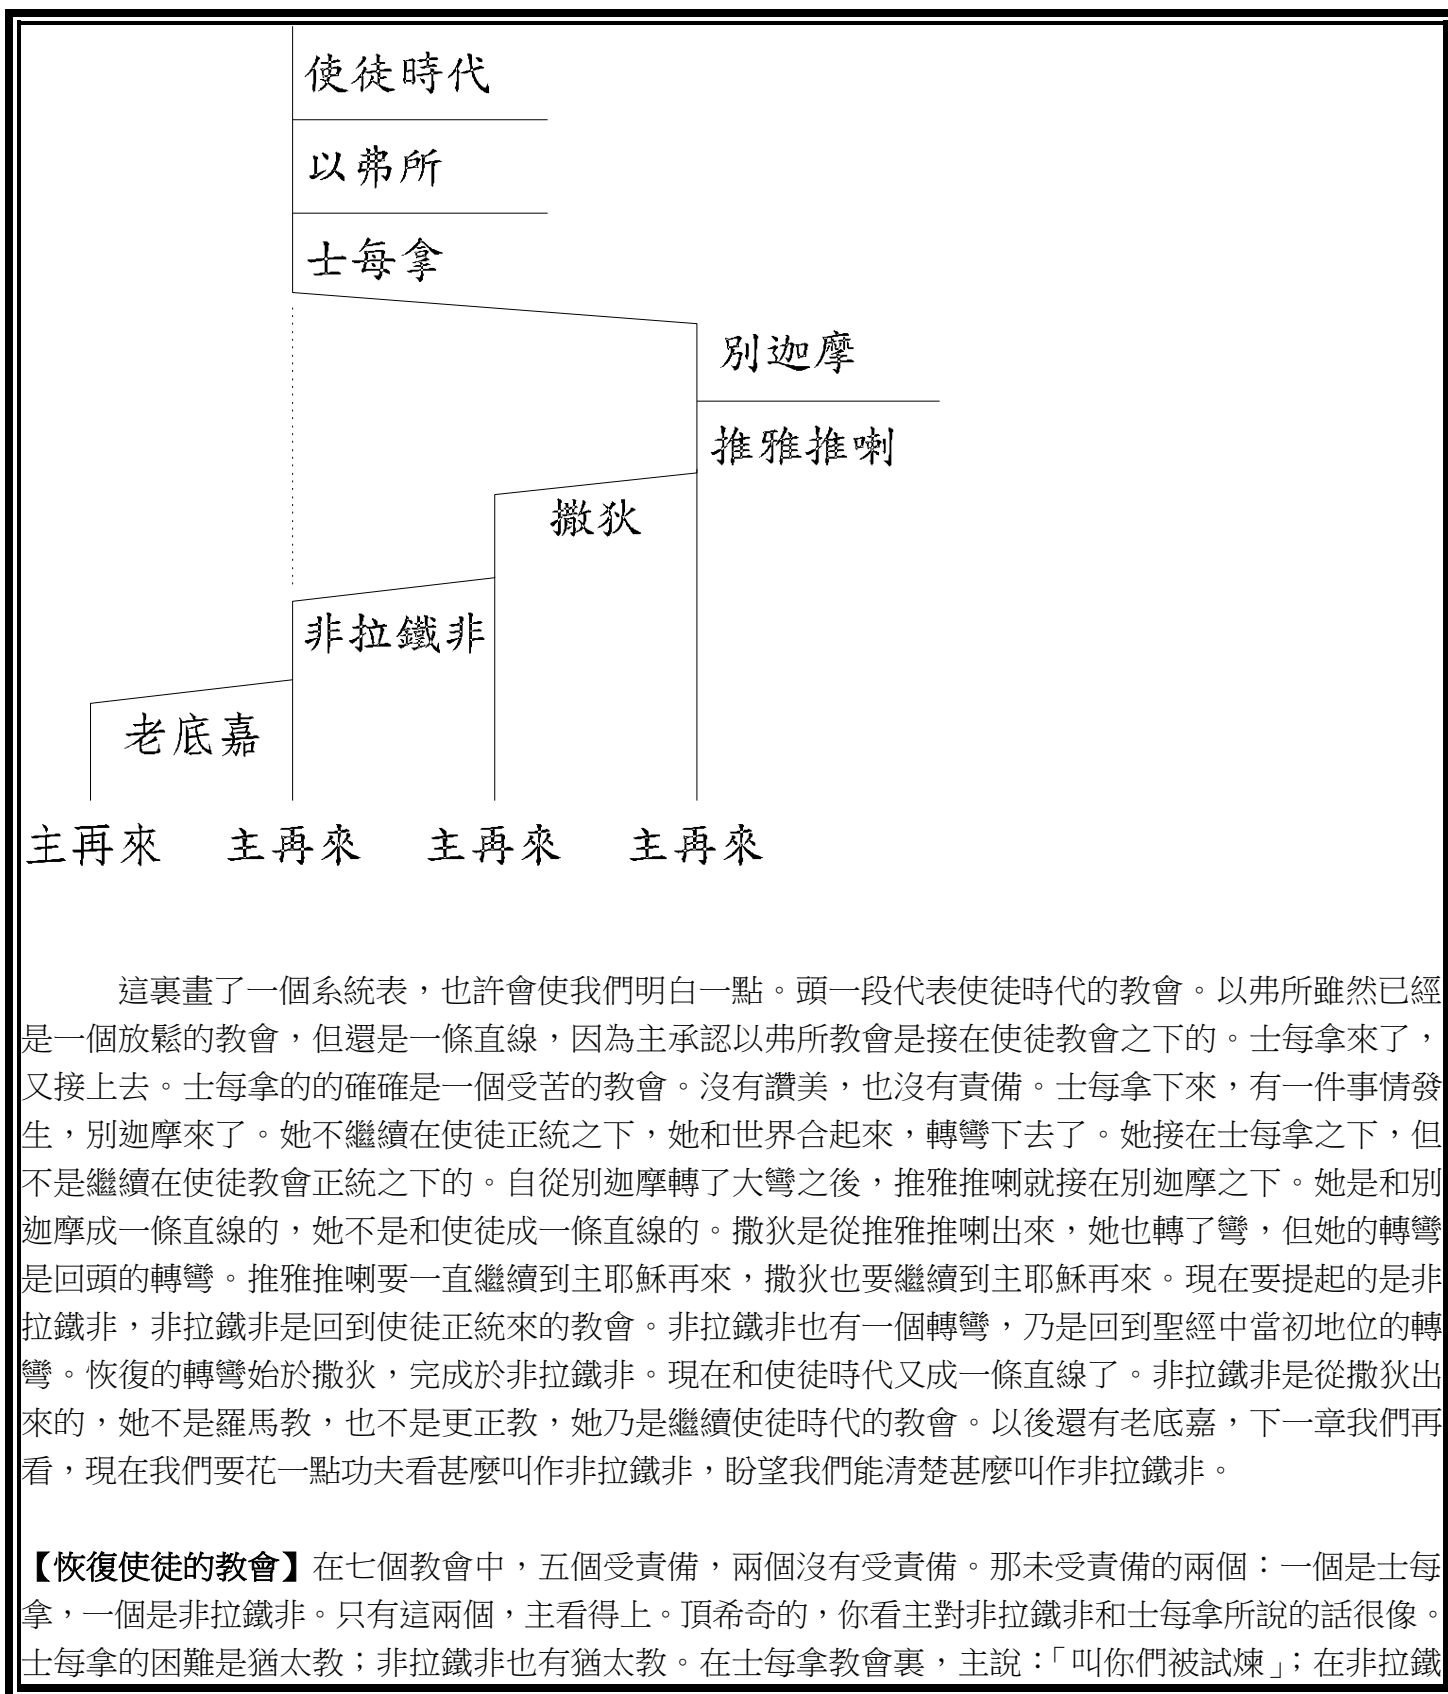 使徒時代
以弗所
士每拿
別迦摩
推雅推喇
撒狄
非拉鐵非
老底嘉
主再來 主再來 主再來 主再來
這裏畫了一個系統表，也許會使我們明白一點。頭一段代表使徒時代的教會。以弗所雖然已經
是一個放鬆的教會，但還是一條直線，因為主承認以弗所教會是接在使徒教會之下的。士每拿來了，
又接上去。士每拿的的確確是一個受苦的教會。沒有讚美，也沒有責備。士每拿下來，有一件事情發
生，別迦摩來了。她不繼續在使徒正統之下，她和世界合起來，轉彎下去了。她接在士每拿之下，但
不是繼續在使徒教會正統之下的。自從別迦摩轉了大彎之後，推雅推喇就接在別迦摩之下。她是和別
迦摩成一條直線的，她不是和使徒成一條直線的。撒狄是從推雅推喇出來，她也轉了彎，但她的轉彎
是回頭的轉彎。推雅推喇要一直繼續到主耶穌再來，撒狄也要繼續到主耶穌再來。現在要提起的是非
拉鐵非，非拉鐵非是回到使徒正統來的教會。非拉鐵非也有一個轉彎，乃是回到聖經中當初地位的轉
彎。恢復的轉彎始於撒狄，完成於非拉鐵非。現在和使徒時代又成一條直線了。非拉鐵非是從撒狄出
來的，她不是羅馬教，也不是更正教，她乃是繼續使徒時代的教會。以後還有老底嘉，下一章我們再
看，現在我們要花一點功夫看甚麼叫作非拉鐵非，盼望我們能清楚甚麼叫作非拉鐵非。
【恢復使徒的教會】在七個教會中，五個受責備，兩個沒有受責備。那未受責備的兩個：一個是士每
拿，一個是非拉鐵非。只有這兩個，主看得上。頂希奇的，你看主對非拉鐵非和士每拿所說的話很像。
士每拿的困難是猶太教；非拉鐵非也有猶太教。在士每拿教會裏，主說：「叫你們被試煉」；在非拉鐵